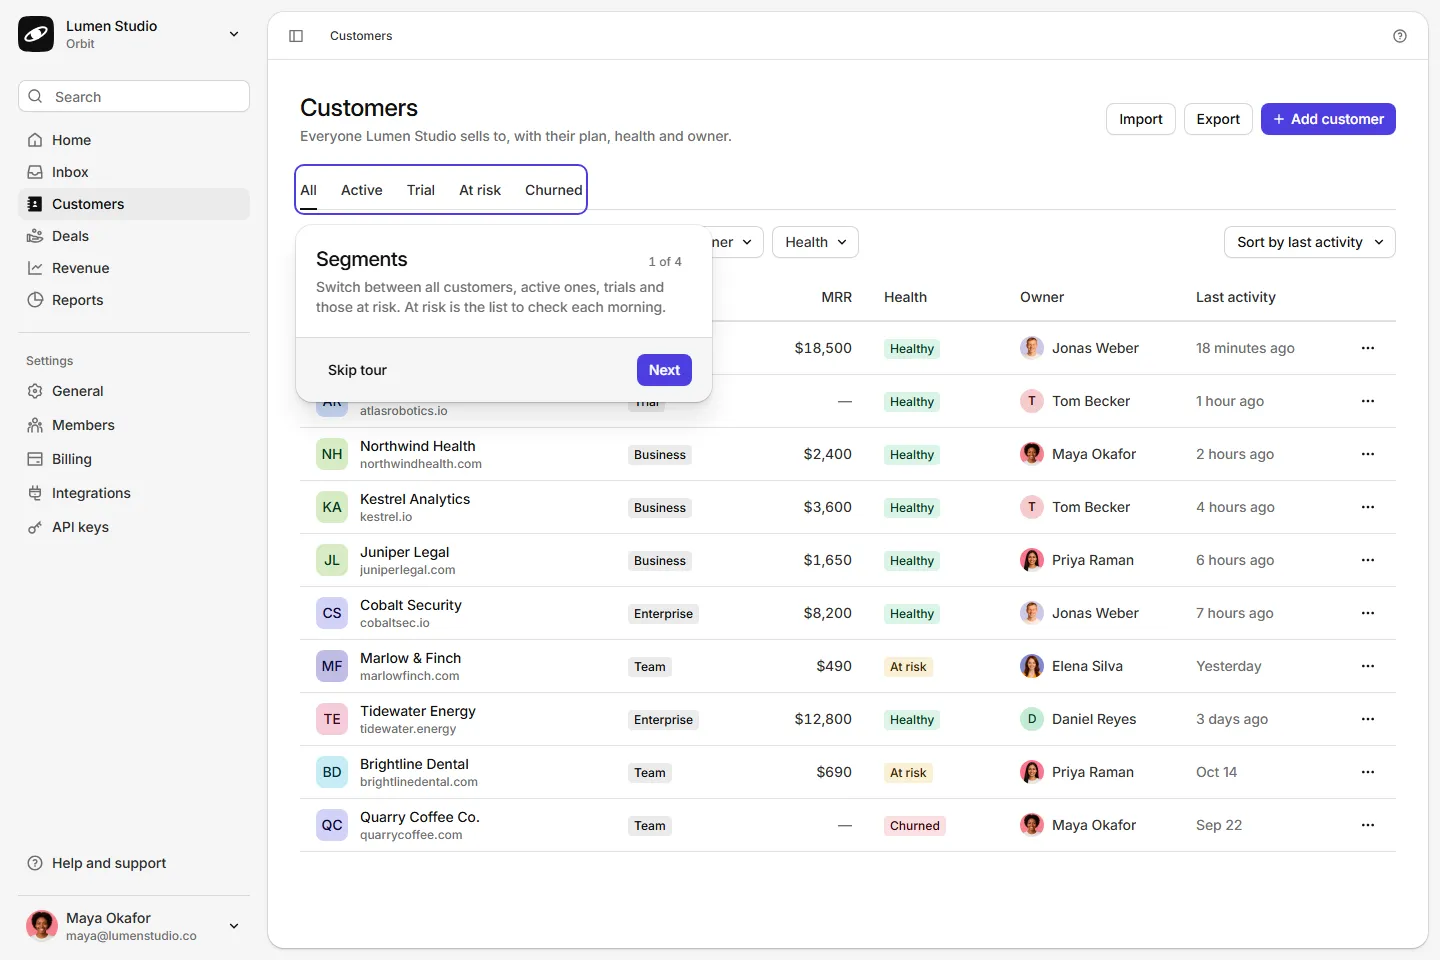 Lumen Studio
Orbit
Search
Home
Inbox
Customers
Deals
Revenue
Reports
Settings
General
Members
Billing
Integrations
API keys
Help and support
Maya Okafor
maya@lumenstudio.co
Customers
Customers
Everyone Lumen Studio sells to, with their plan, health and owner.
Import
Export
+ Add customer
All
Active
Trial
At risk
Churned
Health
Sort by last activity
Segments
1 of 4
Switch between all customers, active ones, trials and
those at risk. At risk is the list to check each morning.
Skip tour
Next
MRR Health Owner Last activity
$18,500 Healthy Jonas Weber 18 minutes ago
AR atlasrobotics.io Trial — Healthy T Tom Becker 1 hour ago
NH Northwind Health Business $2,400 Healthy Maya Okafor 2 hours ago
northwindhealth.com
KA Kestrel Analytics Business $3,600 Healthy T Tom Becker 4 hours ago
kestrel.io
JL Juniper Legal Business $1,650 Healthy Priya Raman 6 hours ago
juniperlegal.com
CS Cobalt Security Enterprise $8,200 Healthy Jonas Weber 7 hours ago
cobaltsec.io
MF Marlow & Finch Team $490 At risk Elena Silva Yesterday
marlowfinch.com
TE Tidewater Energy Enterprise $12,800 Healthy D Daniel Reyes 3 days ago
tidewater.energy
BD Brightline Dental Team $690 At risk Priya Raman Oct 14
brightlinedental.com
QC Quarry Coffee Co. Team — Churned Maya Okafor Sep 22
quarrycoffee.com